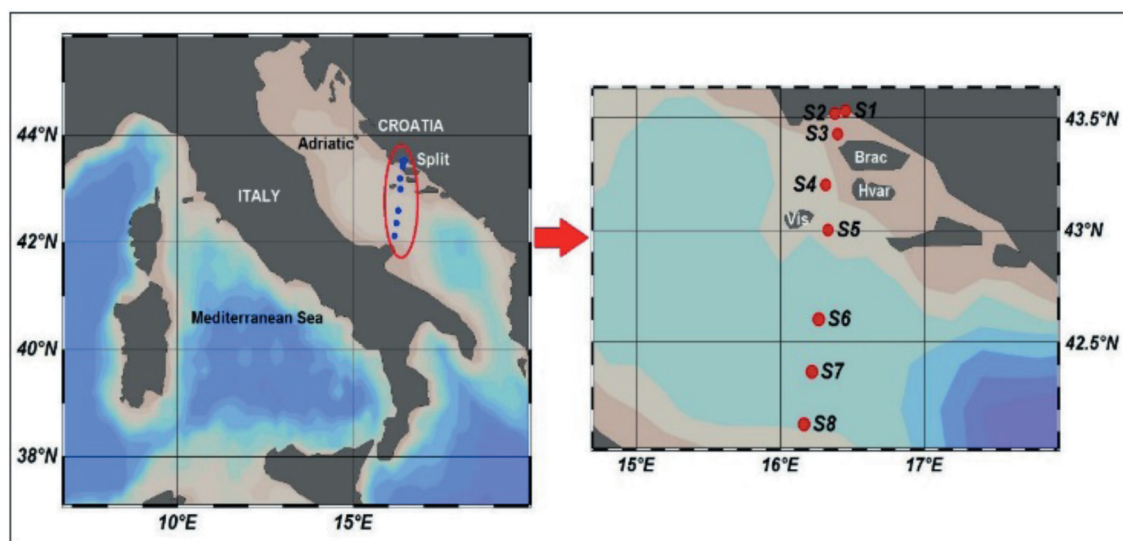 44°N
42°N
40°N
38°N
10°E
15°E
CROATIA
Adriatic
Split
ITALY
Mediterranean Sea
S2
S1
S3
Brac
S4
Hvar
Vis
S5
S6
S7
S8
43.5°N
43°N
42.5°N
15°E
16°E
17°E